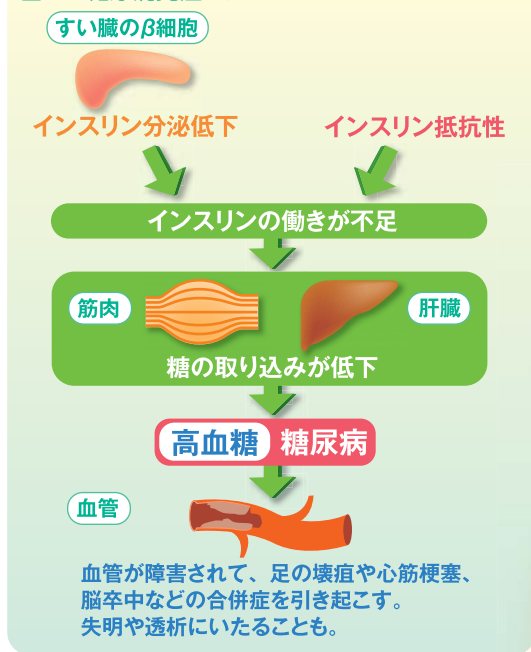 すい臓のβ細胞
インスリン分泌低下
インスリン抵抗性
インスリンの働きが不足
筋肉
肝臓
糖の取り込みが低下
高血糖 糖尿病
血管
血管が障害されて、足の壊疽や心筋梗塞、
脳卒中などの合併症を引き起こす。
失明や透析にいたることも。